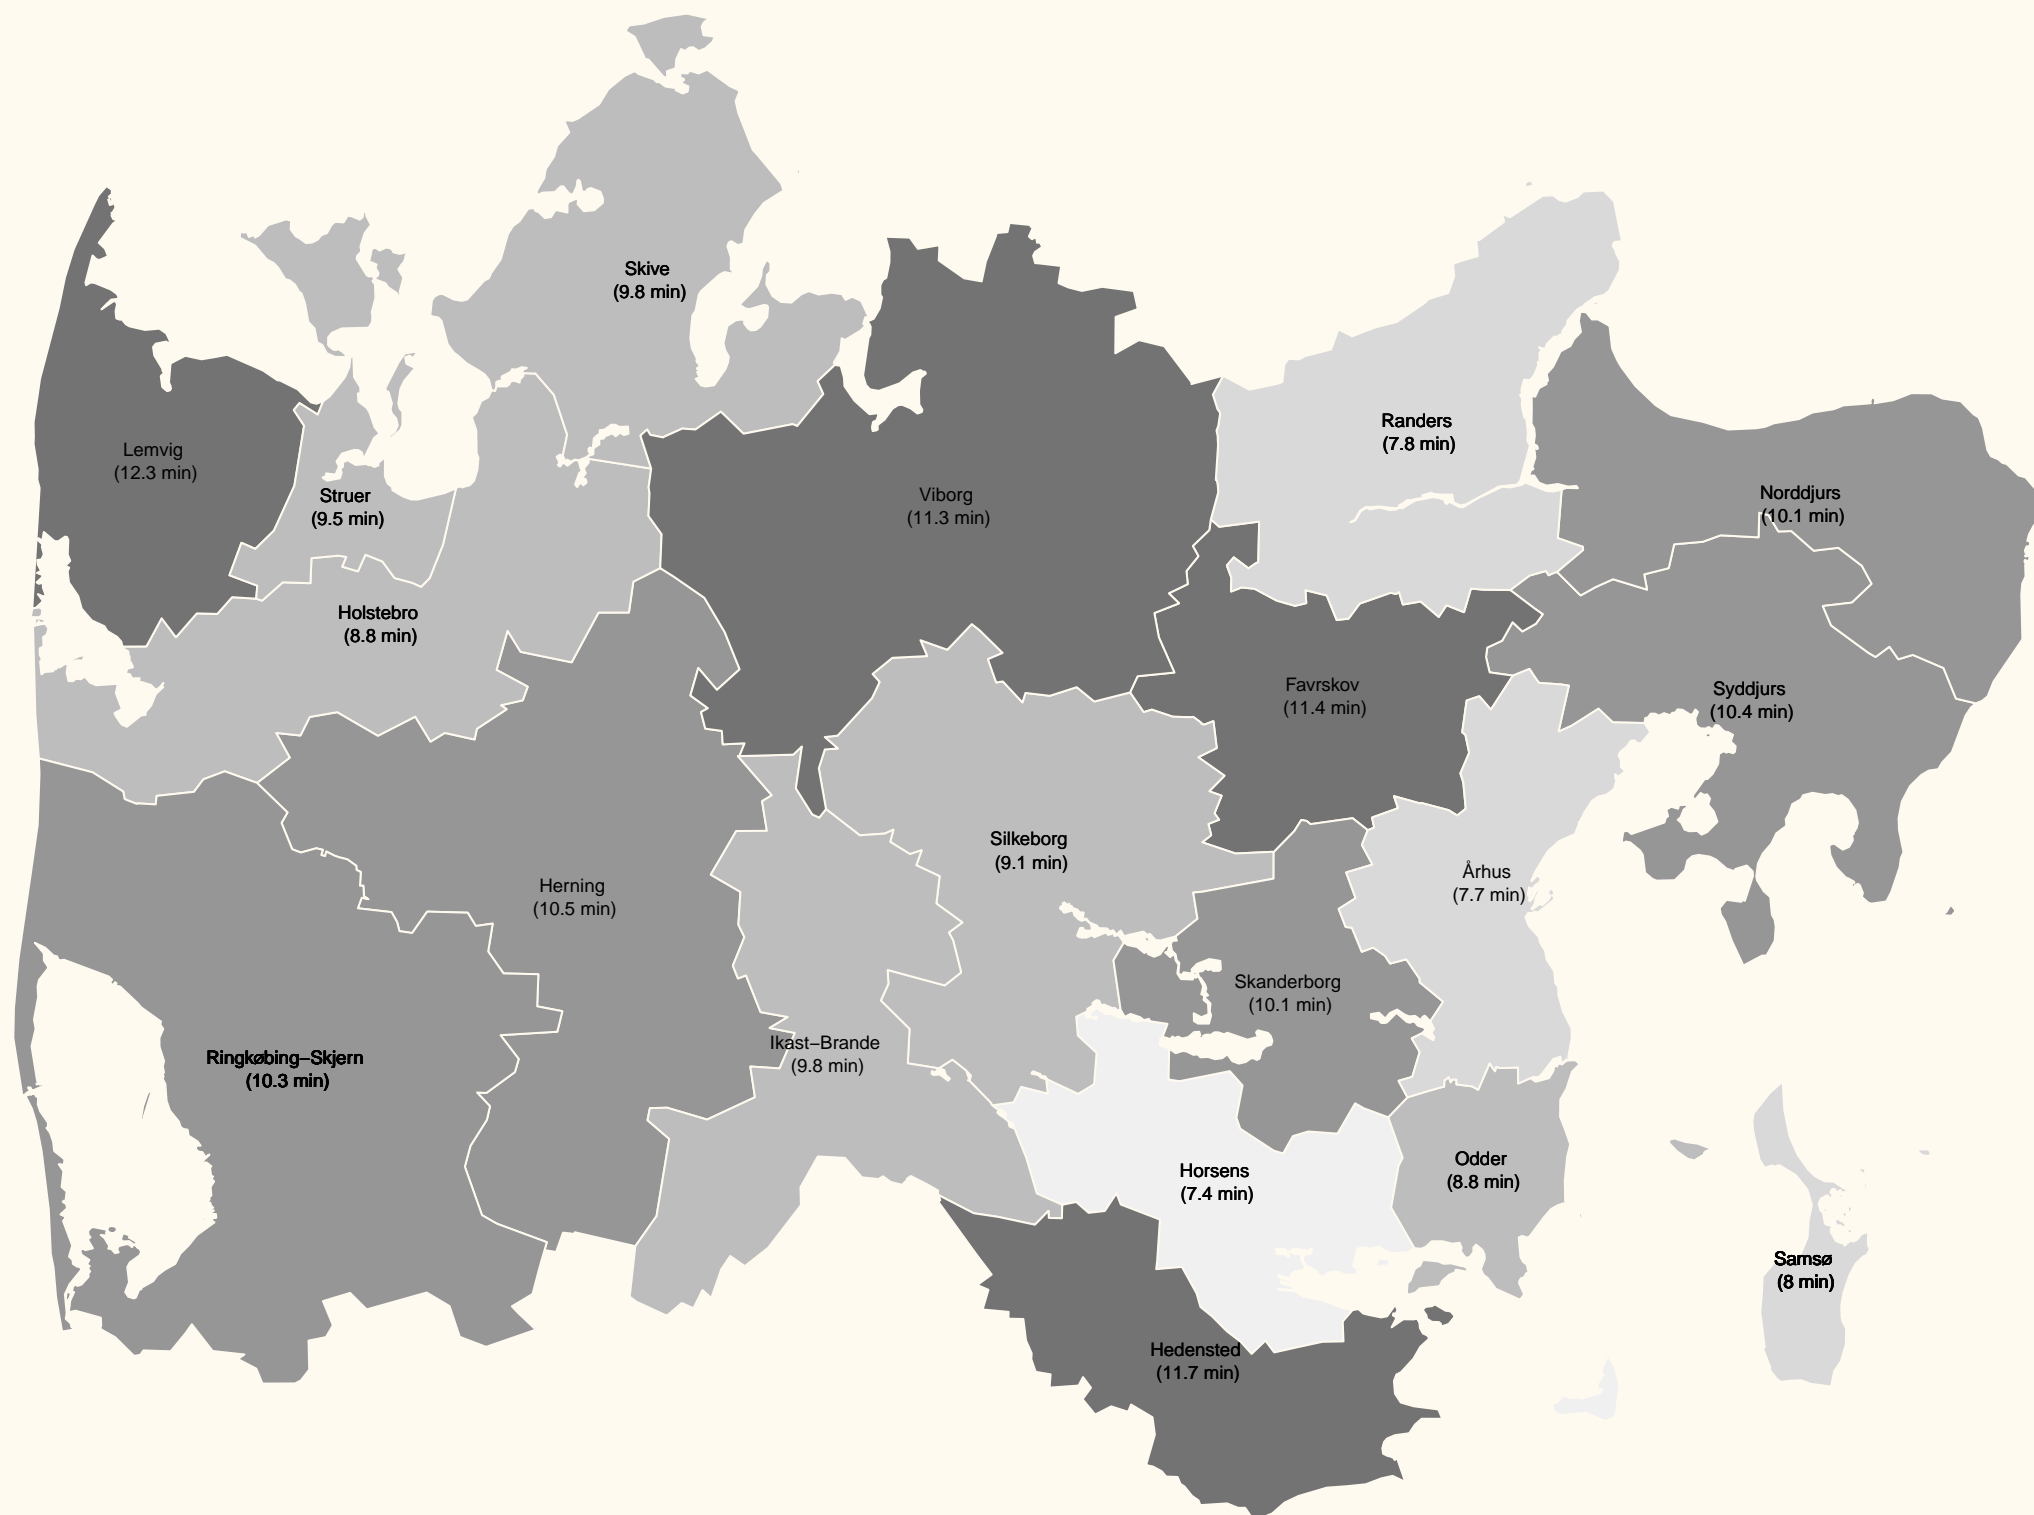 Skive
(9.8 min)
Randers
(7.8 min)
Lemvig
(12.3 min)
Struer
(9.5 min)
Viborg
(11.3 min)
Norddjurs
(10.1 min)
Holstebro
(8.8 min)
Favrskov
(11.4 min)
Syddjurs
(10.4 min)
Silkeborg
(9.1 min)
Herning
(10.5 min)
Århus
(7.7 min)
Skanderborg
(10.1 min)
Ringkøbing–Skjern
(10.3 min)
Ikast–Brande
(9.8 min)
Horsens
(7.4 min)
Odder
(8.8 min)
Samsø
(8 min)
Hedensted
(11.7 min)